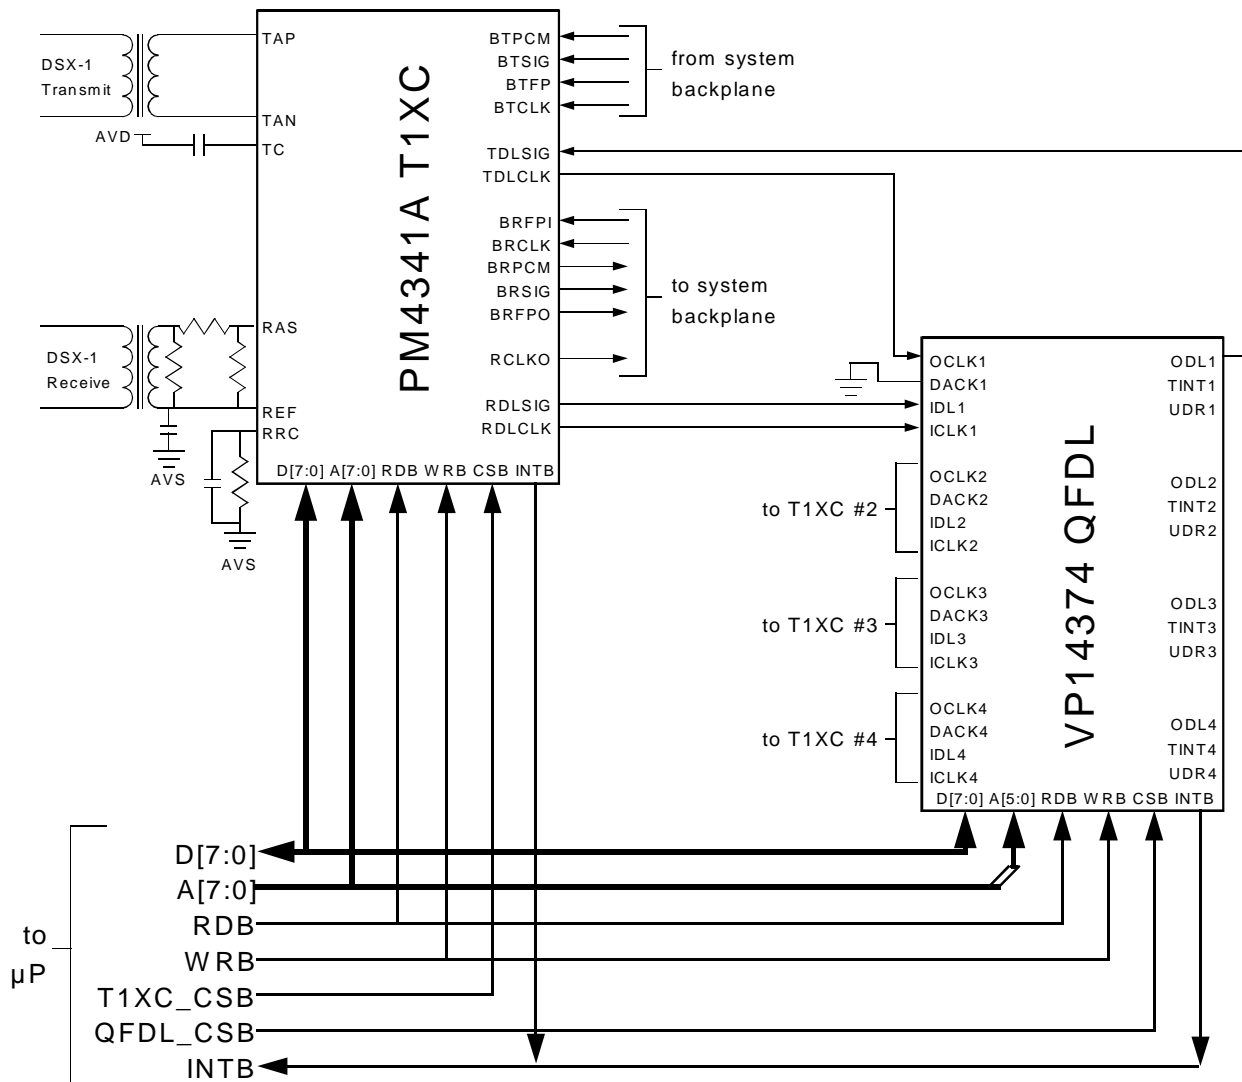 DSX-1
Transmit
AVD
TAP
TAN
TC
DSX-1
Receive
RAS
REF
RRC
AVS
AVS
PM4341A T1XC
BTPCM
BTSIG
BTFP
BTCLK
TDLSIG
TDLCLK
BRFPI
BRCLK
BRPCM
BRSIG
BRFPO
RCLKO
RDLSIG
RDLCLK
D[7:0] A[7:0] RDB WRB CSB INTB
from system
backplane
to system
backplane
to T1XC #2
to T1XC #3
to T1XC #4
OCLK1
DACK1
IDL1
ICLK1
OCLK2
DACK2
IDL2
ICLK2
OCLK3
DACK3
IDL3
ICLK3
OCLK4
DACK4
IDL4
ICLK4
VP14374 QFDL
ODL1
TINT1
UDR1
ODL2
TINT2
UDR2
ODL3
TINT3
UDR3
ODL4
TINT4
UDR4
D[7:0] A[5:0] RDB WRB CSB INTB
to
µP
D[7:0]
A[7:0]
RDB
WRB
T1XC_CSB
QFDL_CSB
INTB